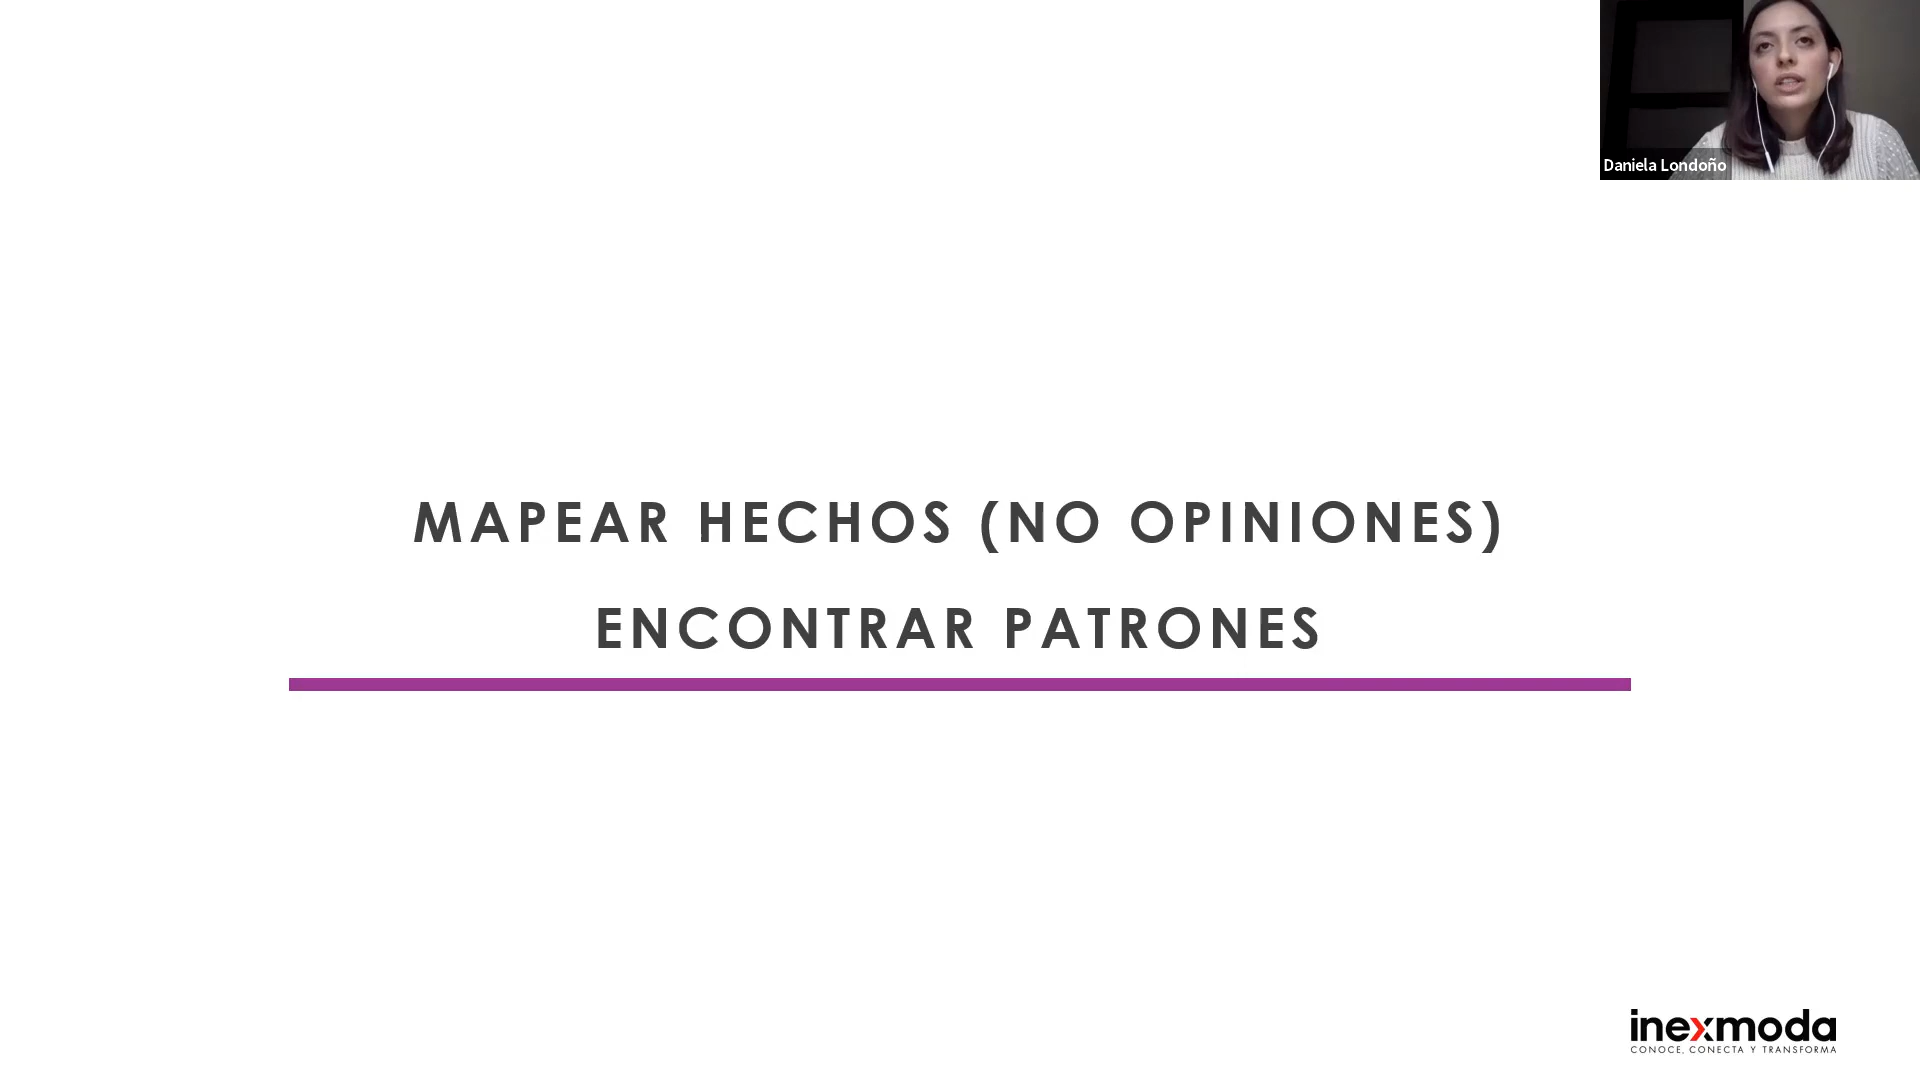 Daniela Londoño
MAPEAR HECHOS (NO OPINIONES)
ENCONTRAR PATRONES
inexmoda
CONOCE, CONECTA Y TRANSFORMA